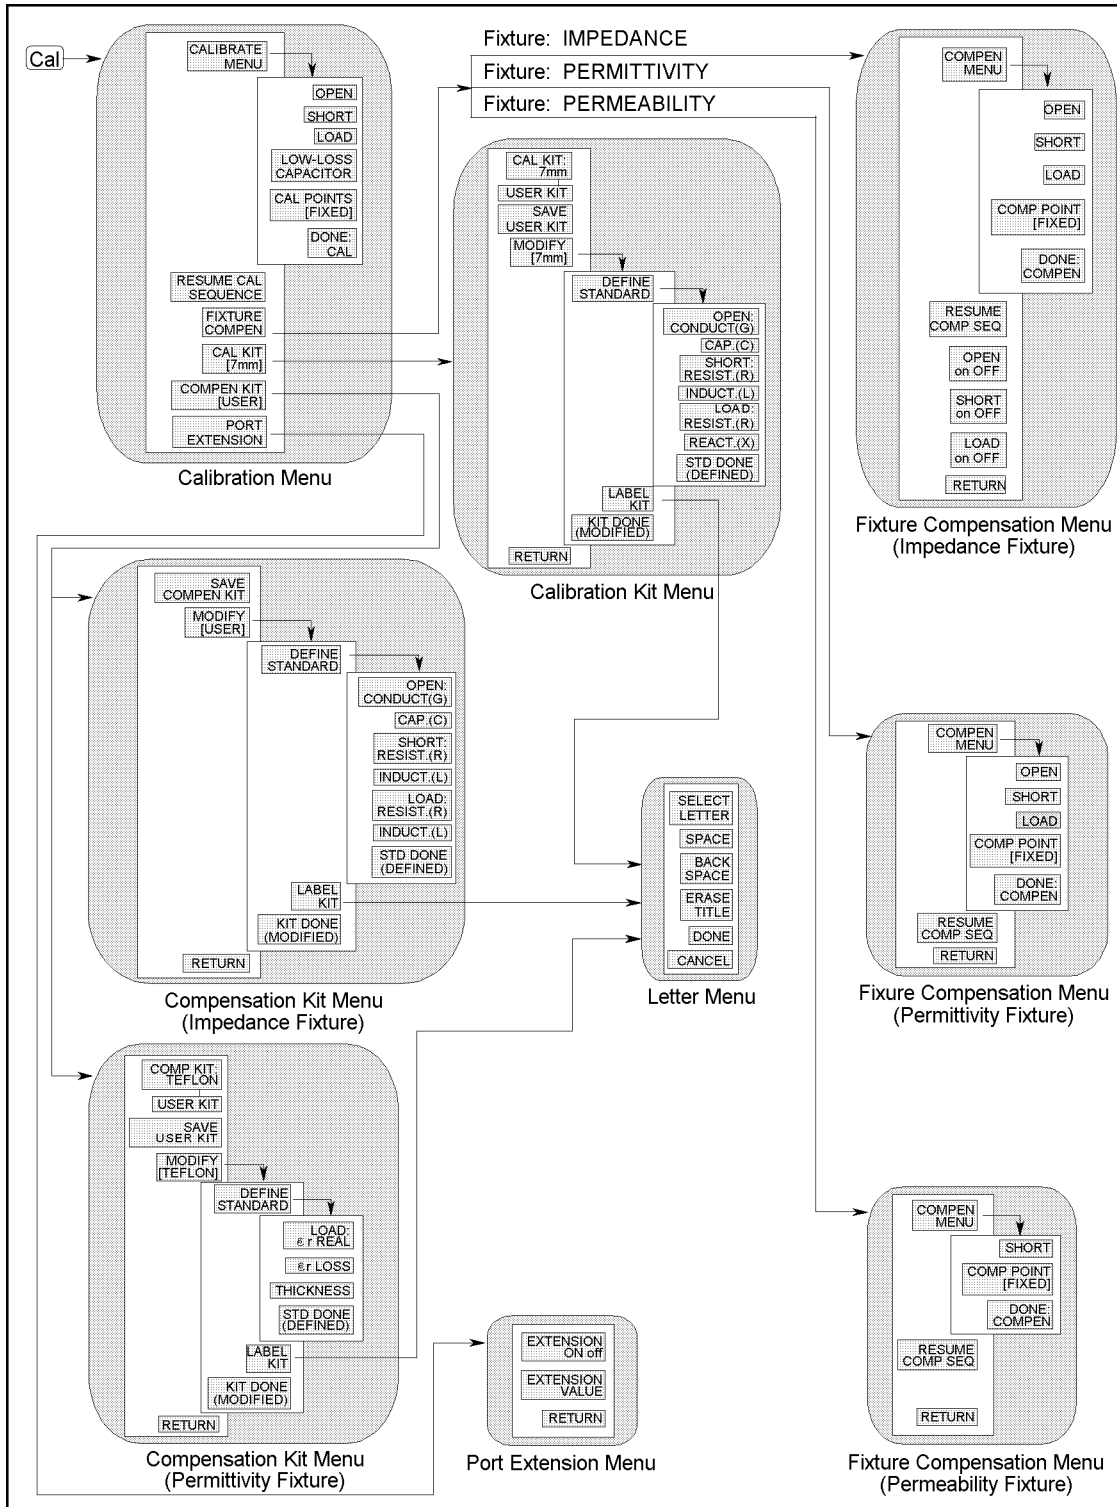 Cal
CALIBRATE
MENU
OPEN
SHORT
LOAD
LOW-LOSS
CAPACITOR
CAL POINTS
[FIXED]
DONE:
CAL
RESUME CAL
SEQUENCE
FIXTURE
COMPEN
CAL KIT
[7mm]
COMPEN KIT
[USER]
PORT
EXTENSION
Calibration Menu
Fixture: IMPEDANCE
Fixture: PERMITTIVITY
Fixture: PERMEABILITY
CAL KIT:
7mm
USER KIT
SAVE
USER KIT
MODIFY
[7mm]
DEFINE
STANDARD
OPEN:
CONDUCT(G)
CAP.(C)
SHORT:
RESIST.(R)
INDUCT.(L)
LOAD:
RESIST.(R)
REACT.(X)
STD DONE
(DEFINED)
LABEL
KIT
KIT DONE
(MODIFIED)
RETURN
Calibration Kit Menu
COMPEN
MENU
OPEN
SHORT
LOAD
COMP POINT
[FIXED]
DONE:
COMPEN
RESUME
COMP SEQ
OPEN
on OFF
SHORT
on OFF
LOAD
on OFF
RETURN
Fixture Compensation Menu
(Impedance Fixture)
SAVE
COMPEN KIT
MODIFY
[USER]
DEFINE
STANDARD
OPEN:
CONDUCT(G)
CAP.(C)
SHORT:
RESIST.(R)
INDUCT.(L)
LOAD:
RESIST.(R)
INDUCT.(L)
STD DONE
(DEFINED)
LABEL
KIT
KIT DONE
(MODIFIED)
RETURN
Compensation Kit Menu
(Impedance Fixture)
SELECT
LETTER
SPACE
BACK
SPACE
ERASE
TITLE
DONE
CANCEL
Letter Menu
COMPEN
MENU
OPEN
SHORT
LOAD
COMP POINT
[FIXED]
DONE:
COMPEN
RESUME
COMP SEQ
RETURN
Fixure Compensation Menu
(Permittivity Fixture)
COMP KIT:
TEFLON
USER KIT
SAVE
USER KIT
MODIFY
[TEFLON]
DEFINE
STANDARD
LOAD:
εr REAL
εr LOSS
THICKNESS
STD DONE
(DEFINED)
LABEL
KIT
KIT DONE
(MODIFIED)
RETURN
Compensation Kit Menu
(Permittivity Fixture)
EXTENSION
ON off
EXTENSION
VALUE
RETURN
Port Extension Menu
COMPEN
MENU
SHORT
COMP POINT
[FIXED]
DONE:
COMPEN
RESUME
COMP SEQ
RETURN
Fixture Compensation Menu
(Permeability Fixture)